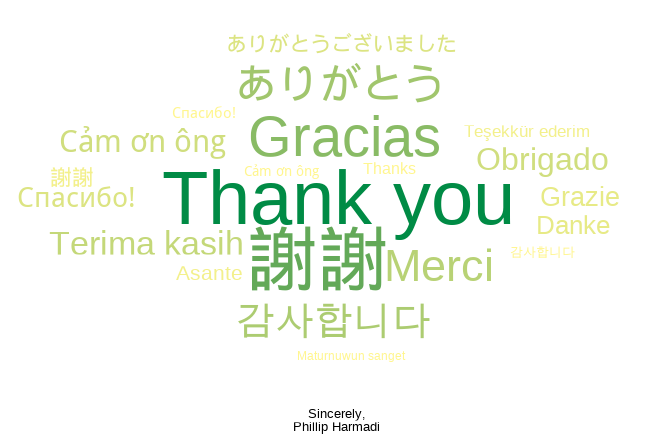 ありがとうございました
ありがとう
Спасибо!
Gracias
Teşekkür ederim
Cảm ơn ông
Obrigado
Cảm ơn ông
Thanks
謝謝
Thank you
Спасибо!
Grazie
Danke
Terima kasih
謝謝
Merci
감사합니다
Asante
감사합니다
Maturnuwun sanget
Sincerely,
Phillip Harmadi